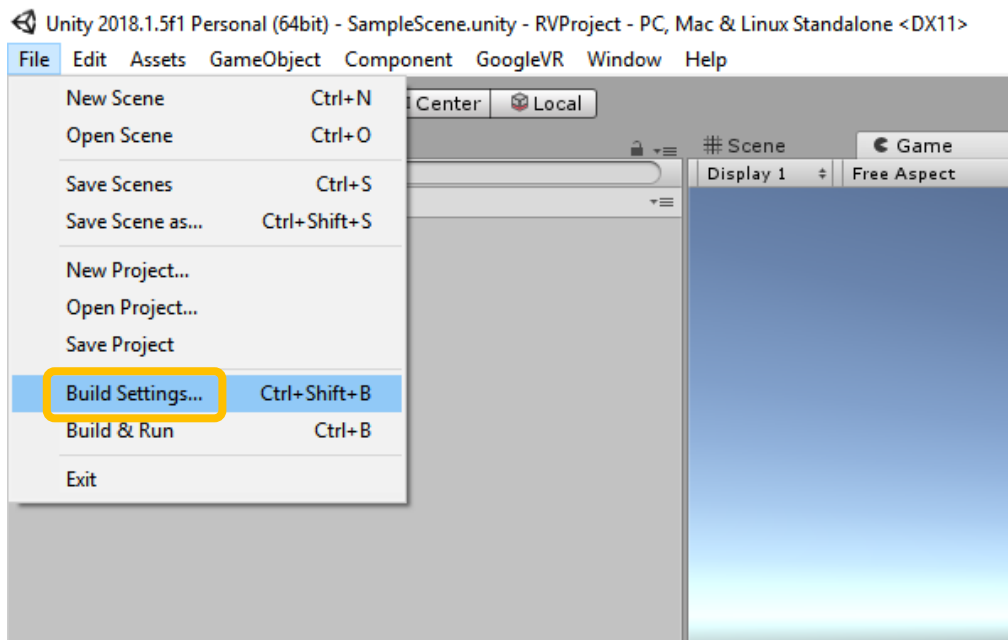 Unity 2018.1.5f1 Personal (64bit) - SampleScene.unity - RVProject - PC, Mac & Linux Standalone <DX11>
File Edit Assets GameObject Component GoogleVR Window Help
New Scene Ctrl+N
Open Scene Ctrl+O
Save Scenes Ctrl+S
Save Scene as... Ctrl+Shift+S
New Project...
Open Project...
Save Project
Build Settings... Ctrl+Shift+B
Build & Run Ctrl+B
Exit
Center Local
Scene Game
Display 1 Free Aspect